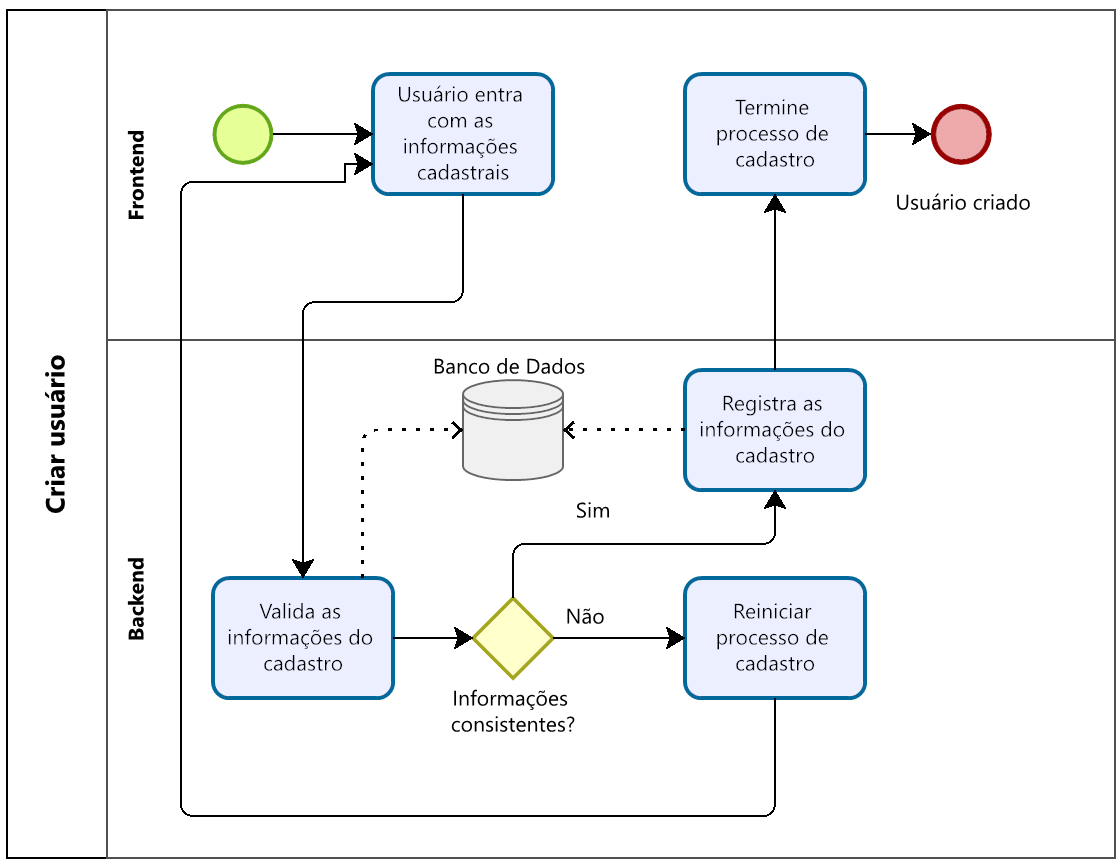 Criar usuário
Frontend
Usuário entra
com as
informações
cadastrais
Termine
processo de
cadastro
Usuário criado
Backend
Banco de Dados
Registra as
informações do
cadastro
Sim
Valida as
informações do
cadastro
Não
Informações
consistentes?
Reiniciar
processo de
cadastro